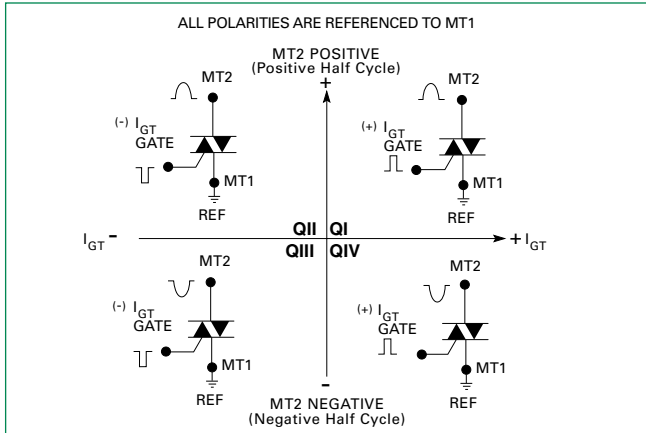 ALL POLARITIES ARE REFERENCED TO MT1
MT2 POSITIVE
(Positive Half Cycle)
+
MT2
(-) IGT
GATE
MT1
REF
MT2
(+) IGT
GATE
MT1
REF
IGT -
QII QI
QIII QIV
+ IGT
MT2
(-) IGT
GATE
MT1
REF
MT2
(+) IGT
GATE
MT1
REF
-
MT2 NEGATIVE
(Negative Half Cycle)